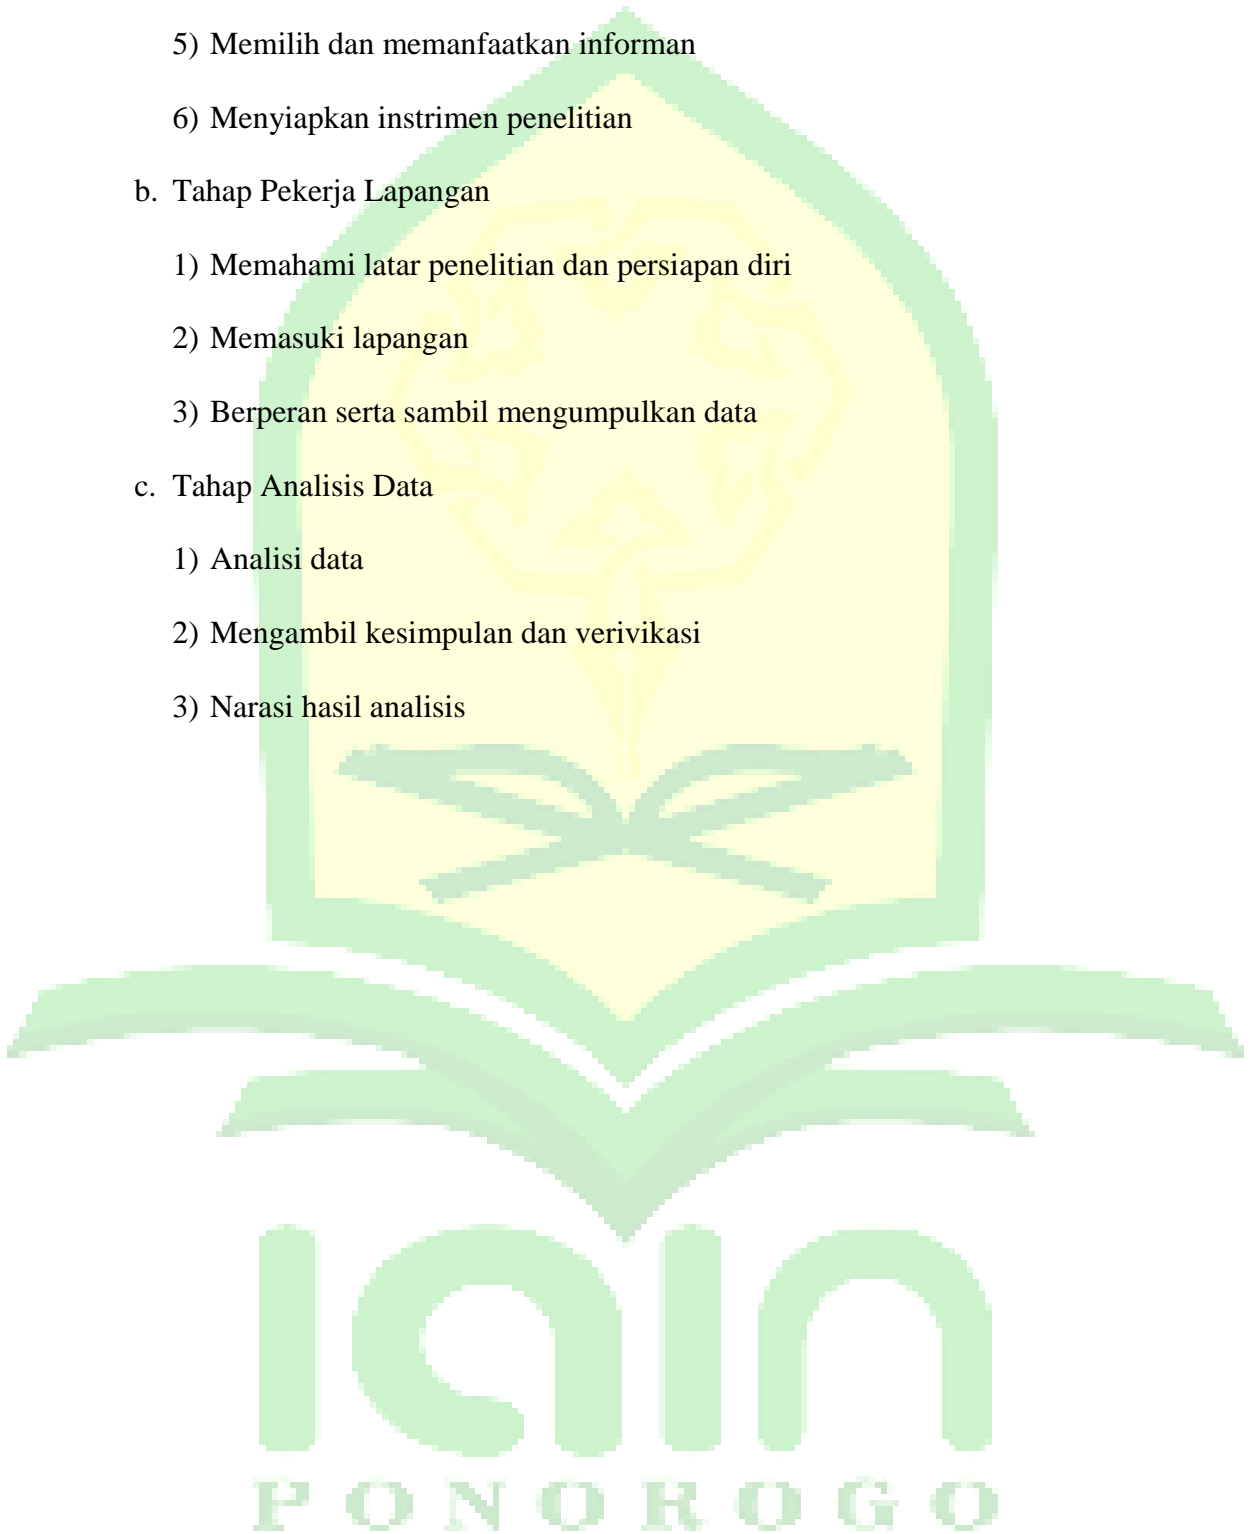 5) Memilih dan memanfaatkan informan
6) Menyiapkan instrimen penelitian
b. Tahap Pekerja Lapangan
1) Memahami latar penelitian dan persiapan diri
2) Memasuki lapangan
3) Berperan serta sambil mengumpulkan data
c. Tahap Analisis Data
1) Analisi data
2) Mengambil kesimpulan dan verivikasi
3) Narasi hasil analisis
iain
PONOROGO